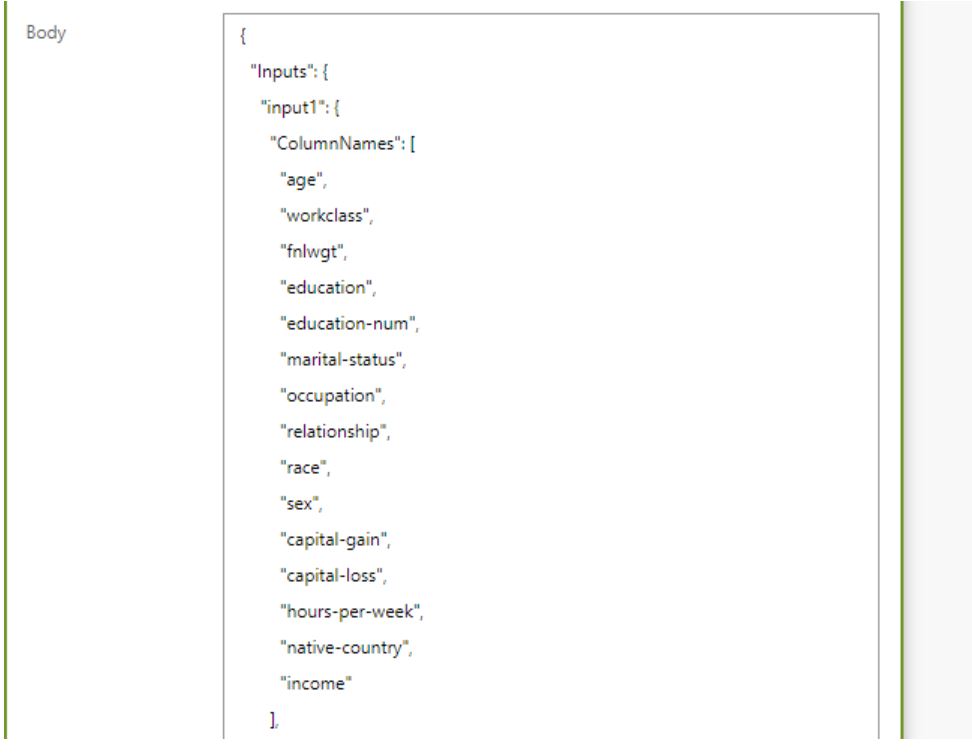 Body
{
"Inputs": {
"input1": {
"ColumnNames": [
"age",
"workclass",
"fnlwgt",
"education",
"education-num",
"marital-status",
"occupation",
"relationship",
"race",
"sex",
"capital-gain",
"capital-loss",
"hours-per-week",
"native-country",
"income"
],